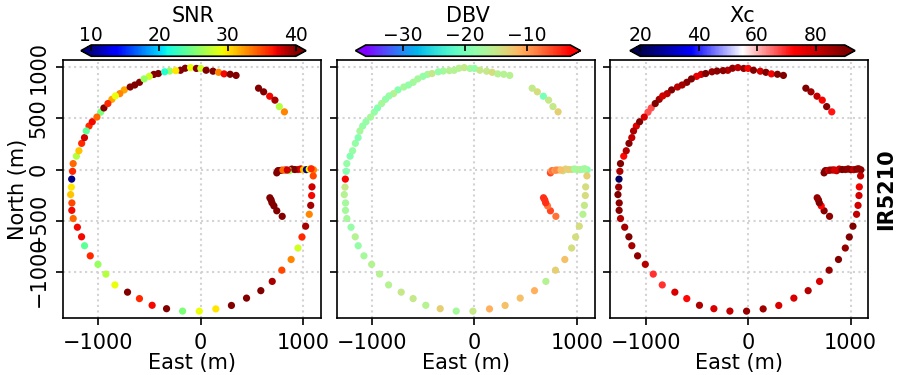 SNR DBV Xc
10 20 30 40 −30 −20 −10 20 40 60 80
1000
500
0
−500
−1000
North (m)
IR5210
−1000 0 1000 −1000 0 1000 −1000 0 1000
East (m) East (m) East (m)